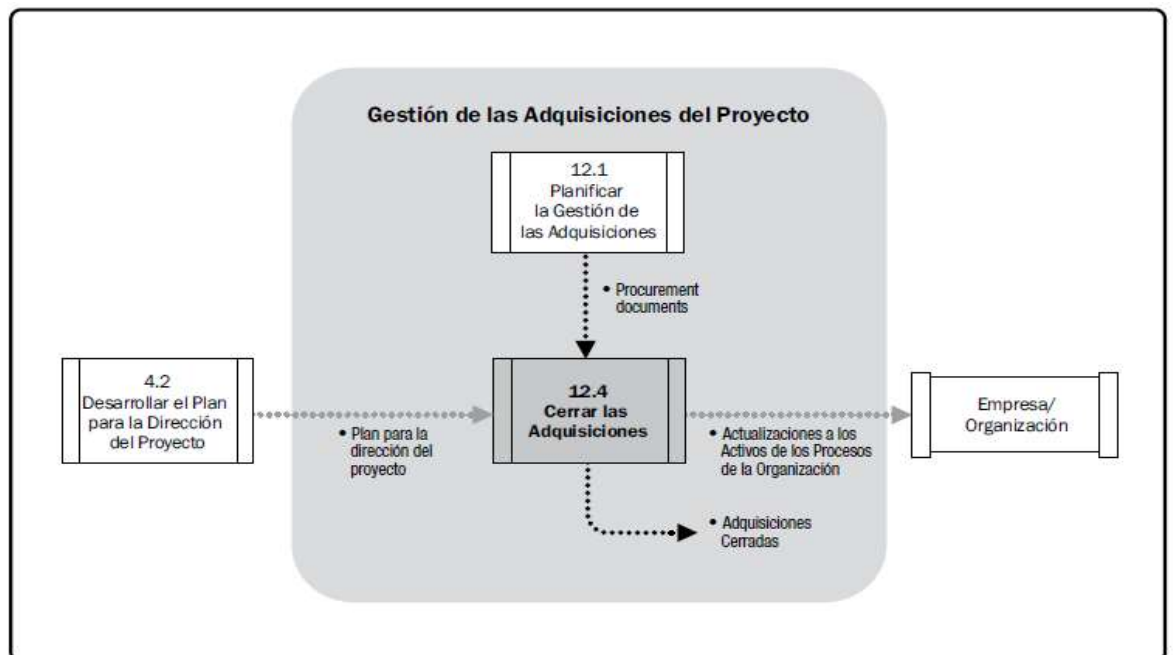 Gestión de las Adquisiciones del Proyecto
12.1
Planificar
la Gestión de
las Adquisiciones
• Procurement
documents
4.2
Desarrollar el Plan
para la Dirección
del Proyecto
• Plan para la
dirección del
proyecto
12.4
Cerrar las
Adquisiciones
• Actualizaciones a los
Activos de los Procesos
de la Organización
Empresa/
Organización
• Adquisiciones
Cerradas